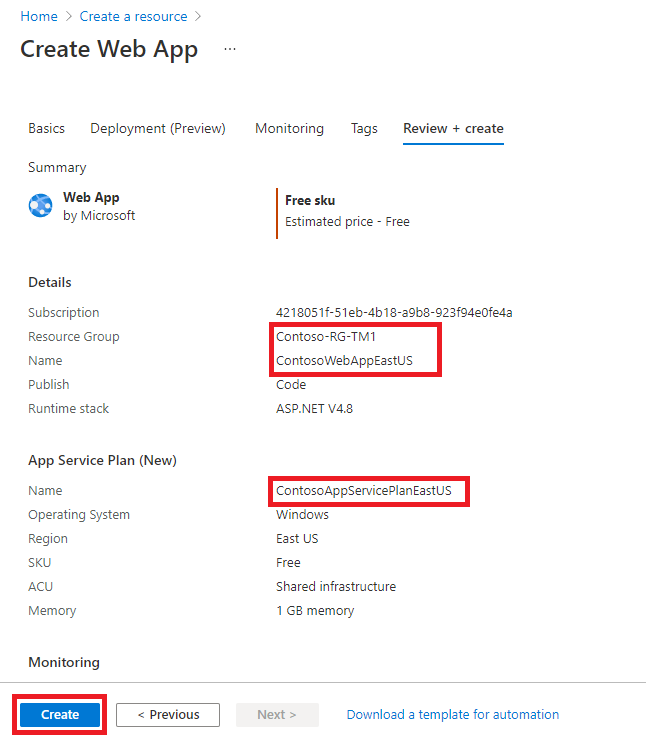 Home > Create a resource >
Create Web App ...
Basics Deployment (Preview) Monitoring Tags Review + create
Summary
Web App
by Microsoft
Free sku
Estimated price - Free
Details
Subscription 4218051f-51eb-4b18-a9b8-923f94e0fe4a
Resource Group Contoso-RG-TM1
Name ContosoWebAppEastUS
Publish Code
Runtime stack ASP.NET V4.8
App Service Plan (New)
Name ContosoAppServicePlanEastUS
Operating System Windows
Region East US
SKU Free
ACU Shared infrastructure
Memory 1 GB memory
Monitoring
Create < Previous Next > Download a template for automation